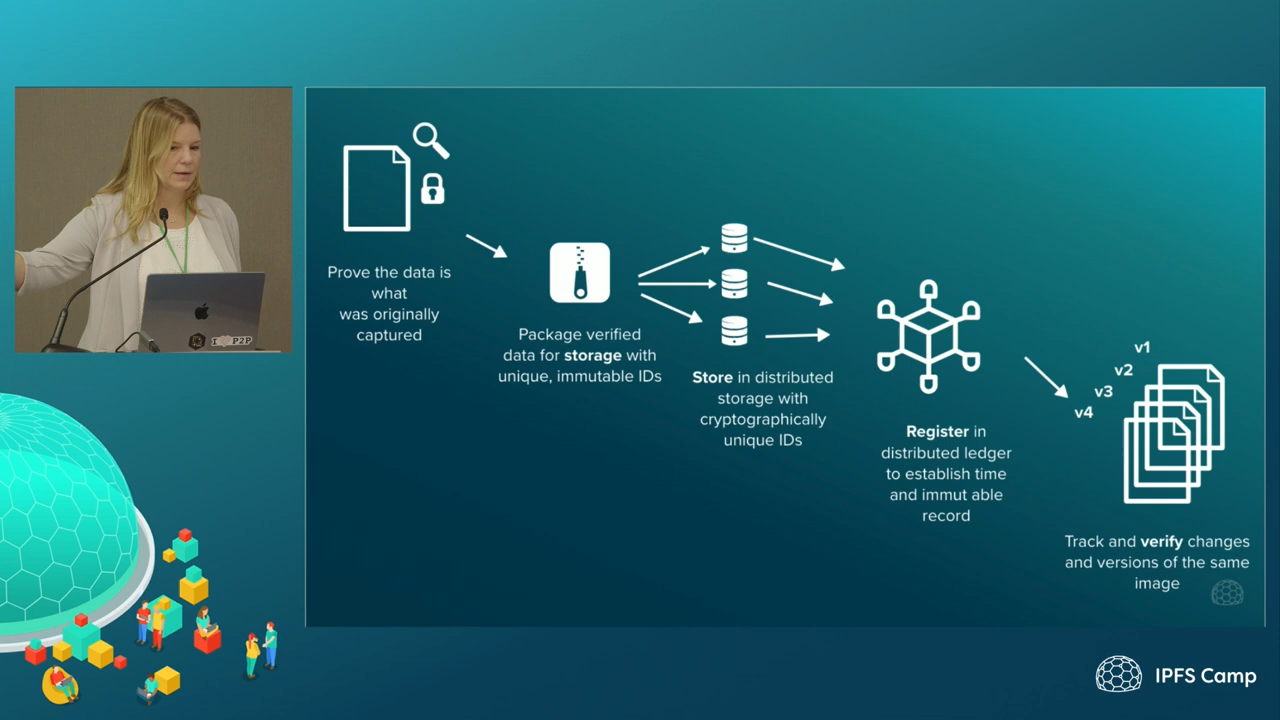 Prove the data is
what
was originally
captured
Package verified
data for storage with
unique, immutable IDs
Store in distributed
storage with
cryptographically
unique IDs
Register in
distributed ledger
to establish time
and immut able
record
v1
v2
v3
v4
Track and verify changes
and versions of the same
image
P2P
IPFS Camp